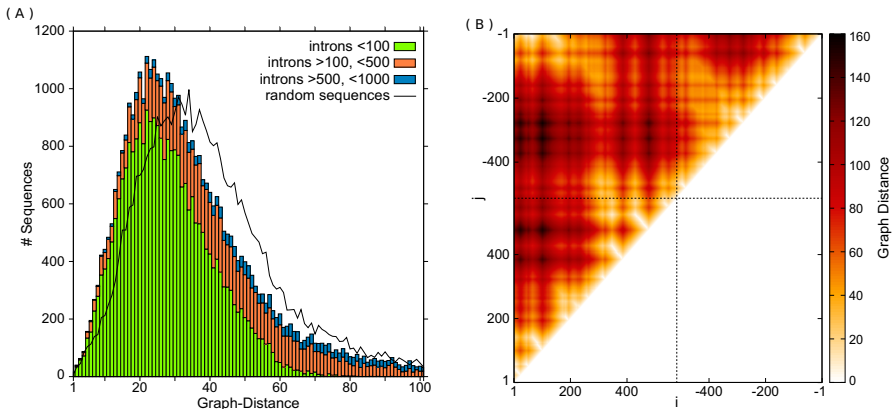 ( A )
1200
1000
800
600
400
200
0
# Sequences
introns <100
introns >100, <500
introns >500, <1000
random sequences
1 20 40 60 80 100
Graph-Distance
( B )
-1
-200
-400
400
200
1
j
1 200 400 -400 -200 -1
i
160
140
120
100
80
60
40
20
0
Graph Distance